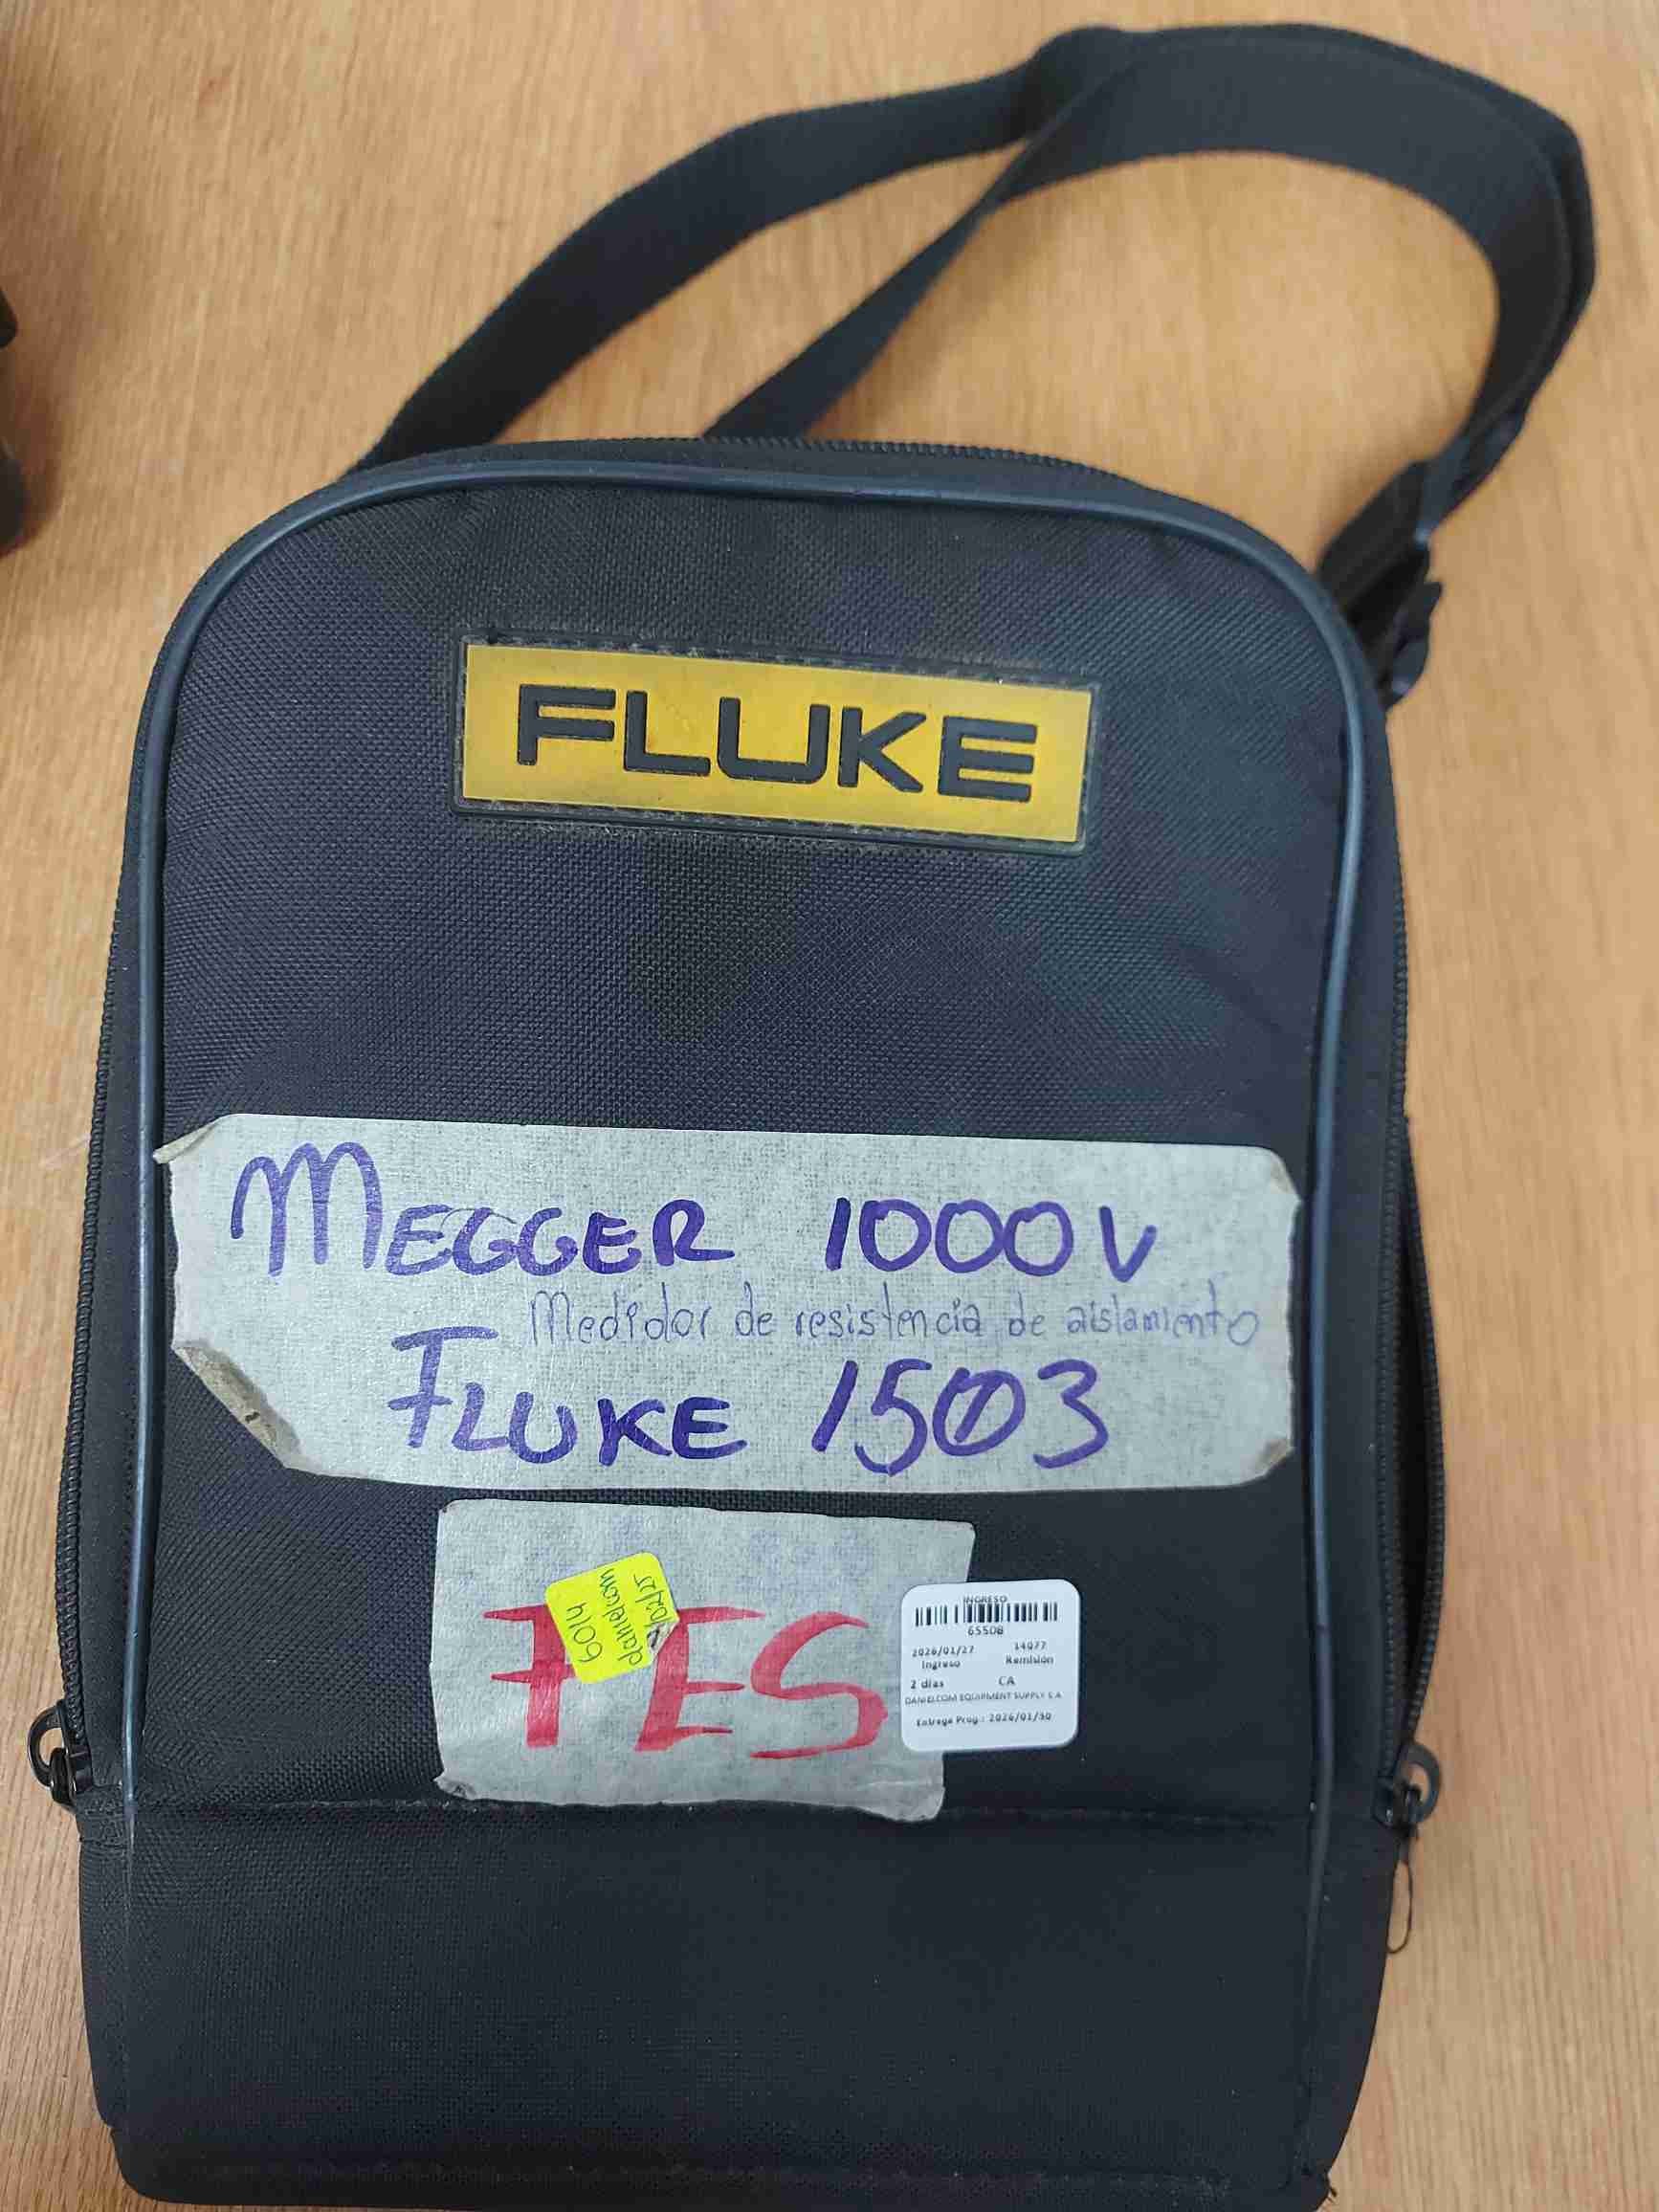 FLUKE
MEGGER 1000V
Medidor de resistencia de aislamiento
FLUKE 1503
FES
6014
danielcom
INGRESO
65508
2026/01/27 14077
Ingreso Remisión
2 días CA
DANIELCOM EQUIPMENT SUPPLY S.A
Entrega Prog.: 2026/01/30